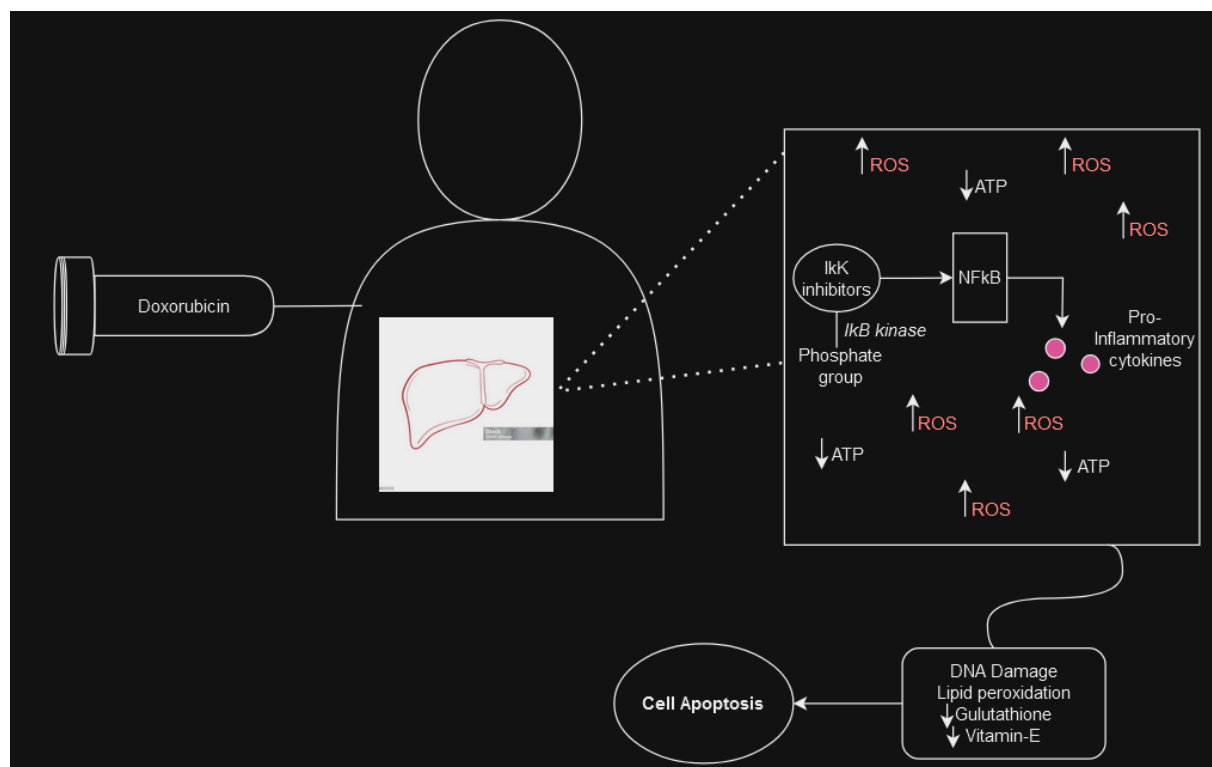 Doxorubicin
ROS
ROS
ATP
ROS
IkK
inhibitors
NFkB
IkB kinase
Phosphate
group
Pro-
Inflammatory
cytokines
ROS
ROS
ATP
ATP
ROS
DNA Damage
Lipid peroxidation
Gulutathione
Vitamin-E
Cell Apoptosis